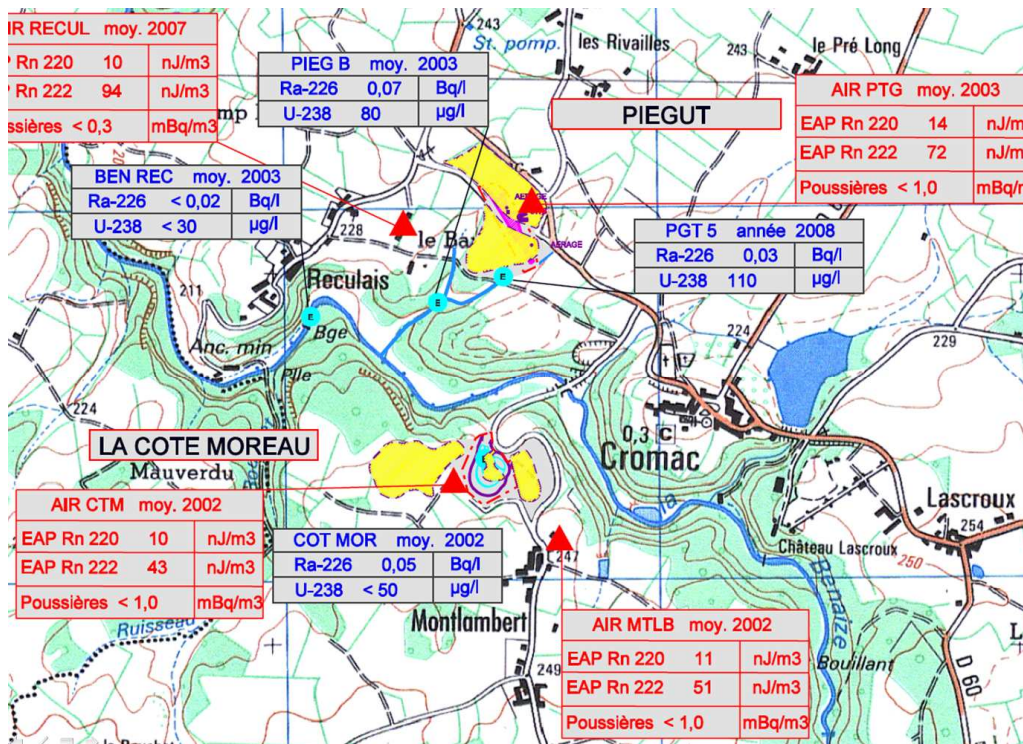 IR RECUL moy. 2007
P Rn 220 10 nJ/m3
P Rn 222 94 nJ/m3
ssières < 0,3 mBq/m3
243
St. pomp.
les Rivailles
243
le Pré Long
PIEG B moy. 2003
Ra-226 0,07 Bq/l
U-238 80 µg/l
PIEGUT
AIR PTG moy. 2003
EAP Rn 220 14 nJ/m
EAP Rn 222 72 nJ/m
Poussières < 1,0 mBq/m
BEN REC moy. 2003
Ra-226 < 0,02 Bq/l
U-238 < 30 µg/l
228
le Ba
AERAGE
AERAGE
PGT 5 année 2008
Ra-226 0,03 Bq/l
U-238 110 µg/l
211
Reculais
E
E
E
Bge
Anc. min
Pile
224
229
224
LA COTE MOREAU
Mauverdu
0,3 C
Cromac
Lascroux
254
Château Lascroux
250
AIR CTM moy. 2002
EAP Rn 220 10 nJ/m3
EAP Rn 222 43 nJ/m3
Poussières < 1,0 mBq/m3
COT MOR moy. 2002
Ra-226 0,05 Bq/l
U-238 < 50 µg/l
247
la
Benaize
Ruisseau
Montlambert
249
AIR MTLB moy. 2002
EAP Rn 220 11 nJ/m3
EAP Rn 222 51 nJ/m3
Poussières < 1,0 mBq/m3
Bouillant
D 60
L